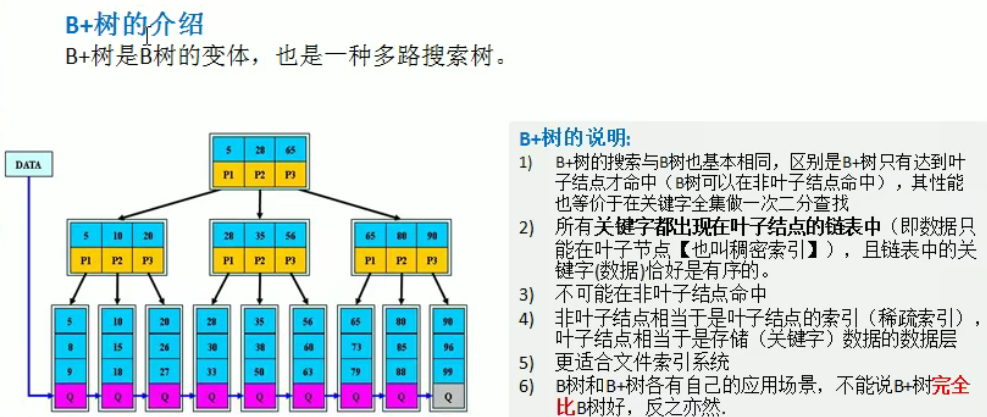 B+树的介绍
B+树是B树的变体，也是一种多路搜索树。
DATA
5 28 65
P1 P2 P3
5 10 20
P1 P2 P3
28 35 56
P1 P2 P3
65 80 90
P1 P2 P3
5 10 20 28 35 56 65 80 90
8 15 26 30 38 60 73 85 96
9 18 27 33 50 63 79 88 99
Q Q Q Q Q Q Q Q Q
B+树的说明:
1) B+树的搜索与B树也基本相同，区别是B+树只有达到叶
子结点才命中（B树可以在非叶子结点命中），其性能
也等价于在关键字全集做一次二分查找
2) 所有关键字都出现在叶子结点的链表中（即数据只
能在叶子节点【也叫稠密索引】），且链表中的关
键字(数据)恰好是有序的。
3) 不可能在非叶子结点命中
4) 非叶子结点相当于是叶子结点的索引（稀疏索引），
叶子结点相当于是存储（关键字）数据的数据层
5) 更适合文件索引系统
6) B树和B+树各有自己的应用场景，不能说B+树完全
比B树好，反之亦然.